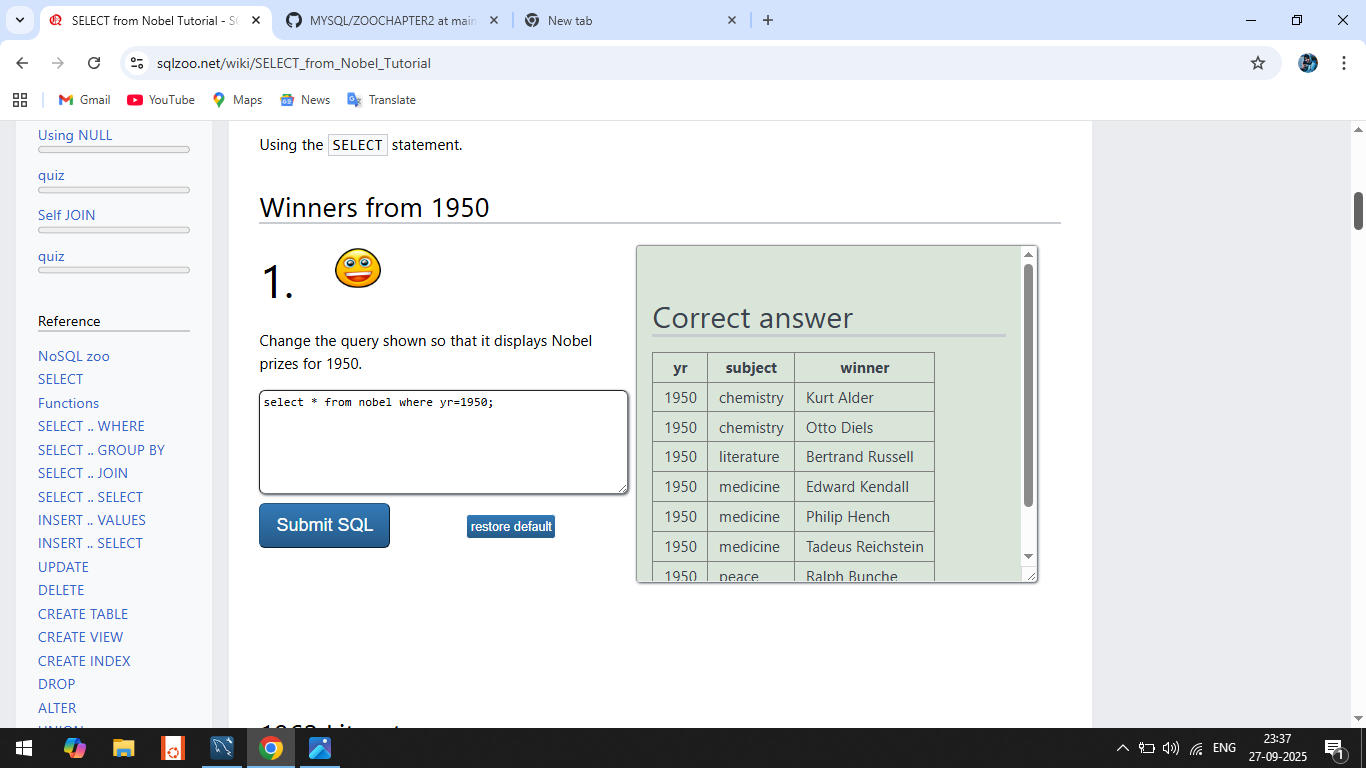 SELECT from Nobel Tutorial - SQ
MYSQL/ZOOCHAPTER2 at main
New tab
sqlzoo.net/wiki/SELECT_from_Nobel_Tutorial
Gmail
YouTube
Maps
News
Translate
Using NULL
quiz
Self JOIN
quiz
Reference
NoSQL zoo
SELECT
Functions
SELECT .. WHERE
SELECT .. GROUP BY
SELECT .. JOIN
SELECT .. SELECT
INSERT .. VALUES
INSERT .. SELECT
UPDATE
DELETE
CREATE TABLE
CREATE VIEW
CREATE INDEX
DROP
ALTER
UNION
Using the SELECT statement.
Winners from 1950
1.
Change the query shown so that it displays Nobel
prizes for 1950.
select * from nobel where yr=1950;
Submit SQL
restore default
Correct answer
yr subject winner
1950 chemistry Kurt Alder
1950 chemistry Otto Diels
1950 literature Bertrand Russell
1950 medicine Edward Kendall
1950 medicine Philip Hench
1950 medicine Tadeus Reichstein
1950 peace Ralph Bunche
ENG
23:37
27-09-2025
1